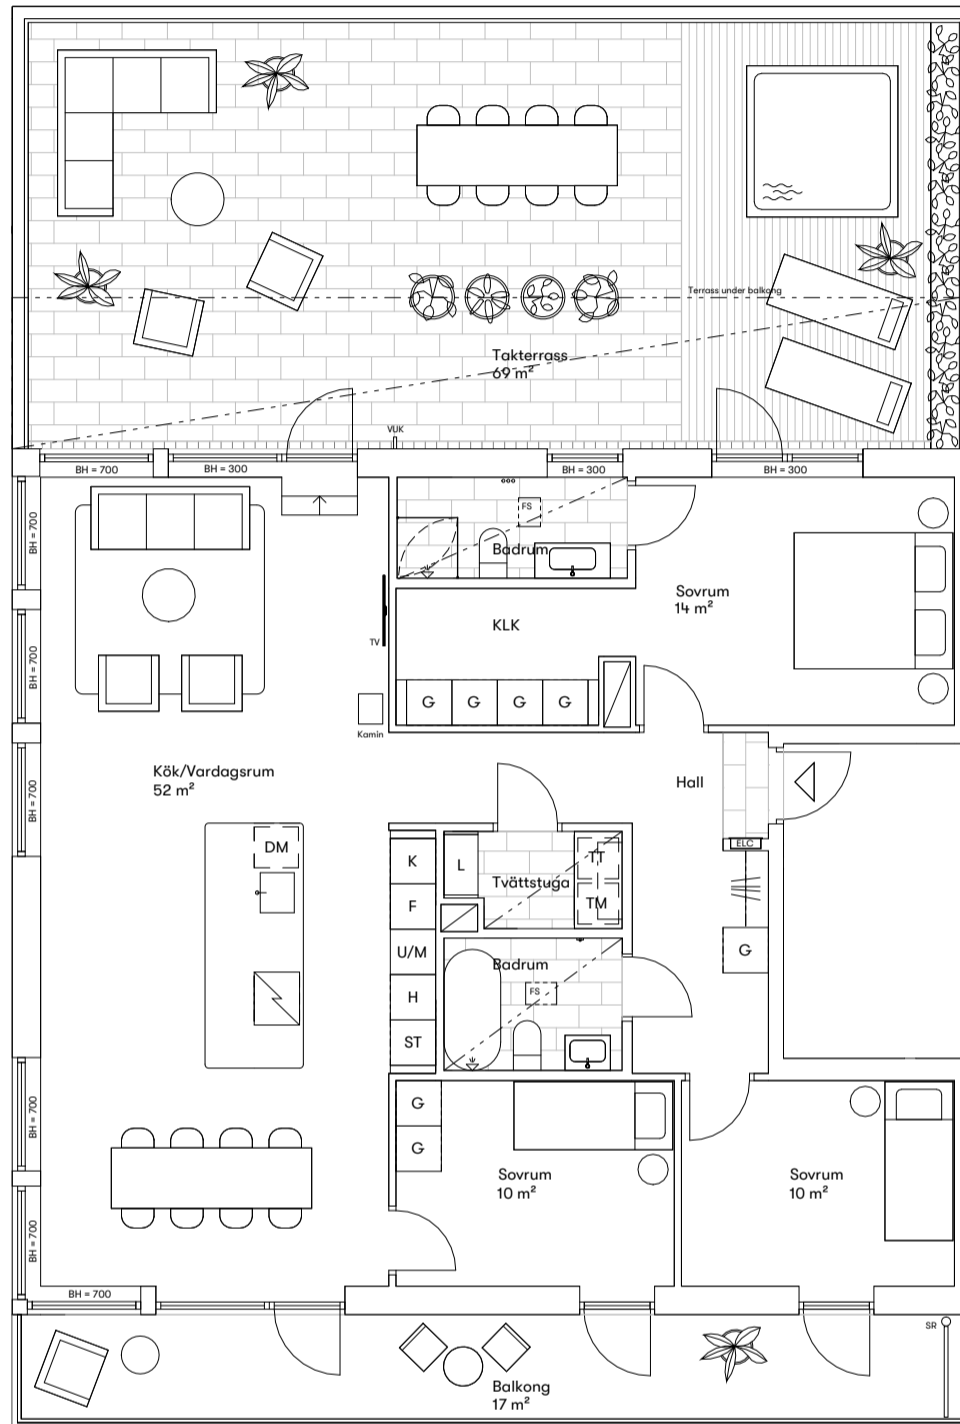 Terrass under balkong
Takterrass
69 m²
VUK
BH = 700
BH = 300
BH = 300
BH = 300
BH = 700
FS
Badrum
Sovrum
14 m²
KLK
TV
BH = 700
G
G
G
G
Kamin
Kök/Vardagsrum
52 m²
Hall
BH = 700
DM
K
L
Tvättstuga
TT
TM
ELC
F
U/M
Badrum
G
H
FS
ST
BH = 700
G
G
Sovrum
10 m²
Sovrum
10 m²
BH = 700
BH = 700
SR
Balkong
17 m²